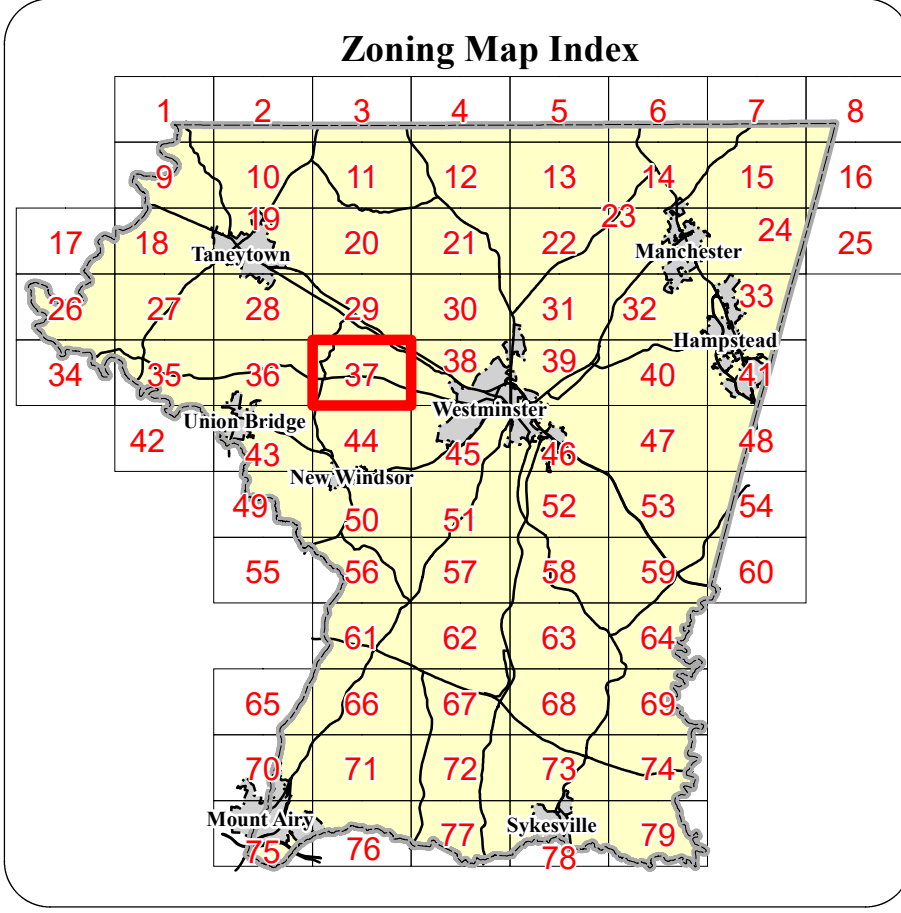 Zoning Map Index
1 2 3 4 5 6 7 8
9 10 11 12 13 14 15 16
17 18 19 20 21 22 23 24 25
Taneytown Manchester
26 27 28 29 30 31 32 33
Hampstead
34 35 36 37 38 39 40 41
Westminster
Union Bridge
42 43 44 45 46 47 48
New Windsor
49 50 51 52 53 54
55 56 57 58 59 60
61 62 63 64
65 66 67 68 69
70 71 72 73 74
Mount Airy Sykesville
75 76 77 78 79